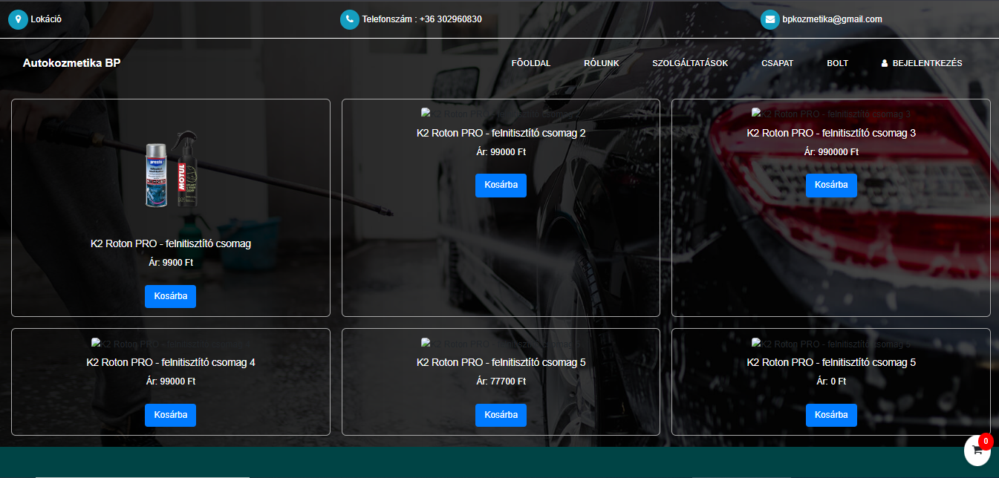 Lokáció
Telefonszám : +36 302960830
bpkozmetika@gmail.com
Autokozmetika BP
FŐOLDAL
RÓLUNK
SZOLGÁLTATÁSOK
CSAPAT
BOLT
BEJELENTKEZÉS
presto
MOTUL
K2 Roton PRO - felnitisztító csomag
Ár: 9900 Ft
Kosárba
K2 Roton PRO - felnitisztító csomag 2
K2 Roton PRO - felnitisztító csomag 2
Ár: 99000 Ft
Kosárba
K2 Roton PRO - felnitisztító csomag 3
K2 Roton PRO - felnitisztító csomag 3
Ár: 990000 Ft
Kosárba
K2 Roton PRO - felnitisztító csomag 4
K2 Roton PRO - felnitisztító csomag 4
Ár: 99000 Ft
Kosárba
K2 Roton PRO - felnitisztító csomag 5
K2 Roton PRO - felnitisztító csomag 5
Ár: 77700 Ft
Kosárba
K2 Roton PRO - felnitisztító csomag 5
K2 Roton PRO - felnitisztító csomag 5
Ár: 0 Ft
Kosárba
0